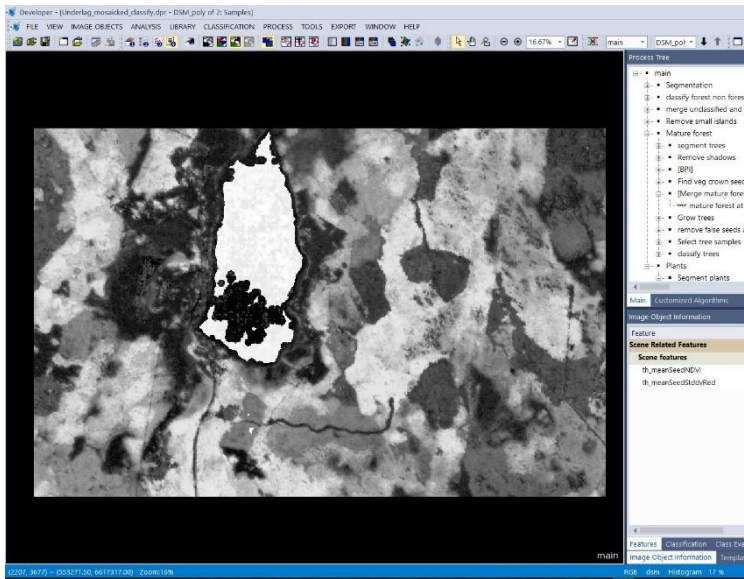 Developer - [Underlag_mosaicked_classify.dpr - DSM_poly of 2: Samples]
FILE VIEW IMAGE OBJECTS ANALYSIS LIBRARY CLASSIFICATION PROCESS TOOLS EXPORT WINDOW HELP
16.67% main DSM_pol
Process Tree
main
Segmentation
classify forest non fores
merge unclassified and
Remove small islands
Mature forest
segment trees
Remove shadows
[BPI]
Find veg crown seed
[Merge mature fore
mature forest at
Grow trees
remove false seeds a
Select tree samples
classify trees
Plants
Segment plants
Main Customized Algorithms
Image Object Information
Feature
Scene Related Features
Scene features
th_meanSeedNDVI
th_meanSeedStddvRed
main
Features Classification Class Eva
Image Object Information Templa
(2207, 3677) = (553271.50, 6617317.00) Zoom:16%
RGB dsm Histogram 17 %